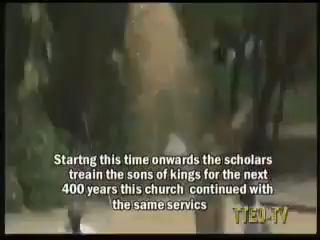 Startng this time onwards the scholars
treain the sons of kings for the next
400 years this church continued with
the same servics
TTEO-TV